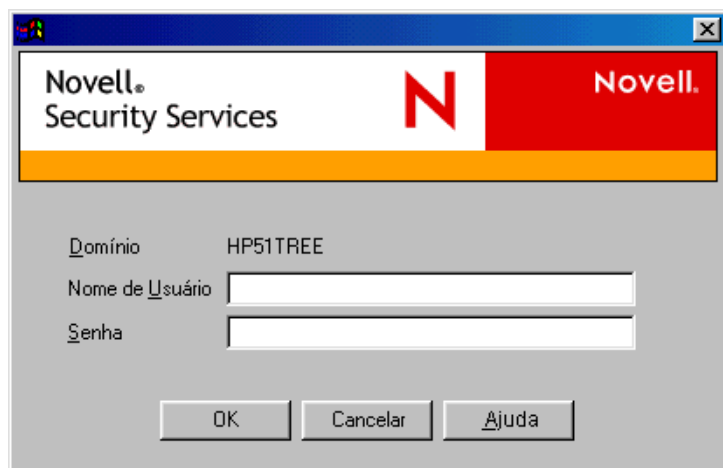 Novell®
Security Services
N
Novell.
Domínio HP51TREE
Nome de Usuário
Senha
OK Cancelar Ajuda